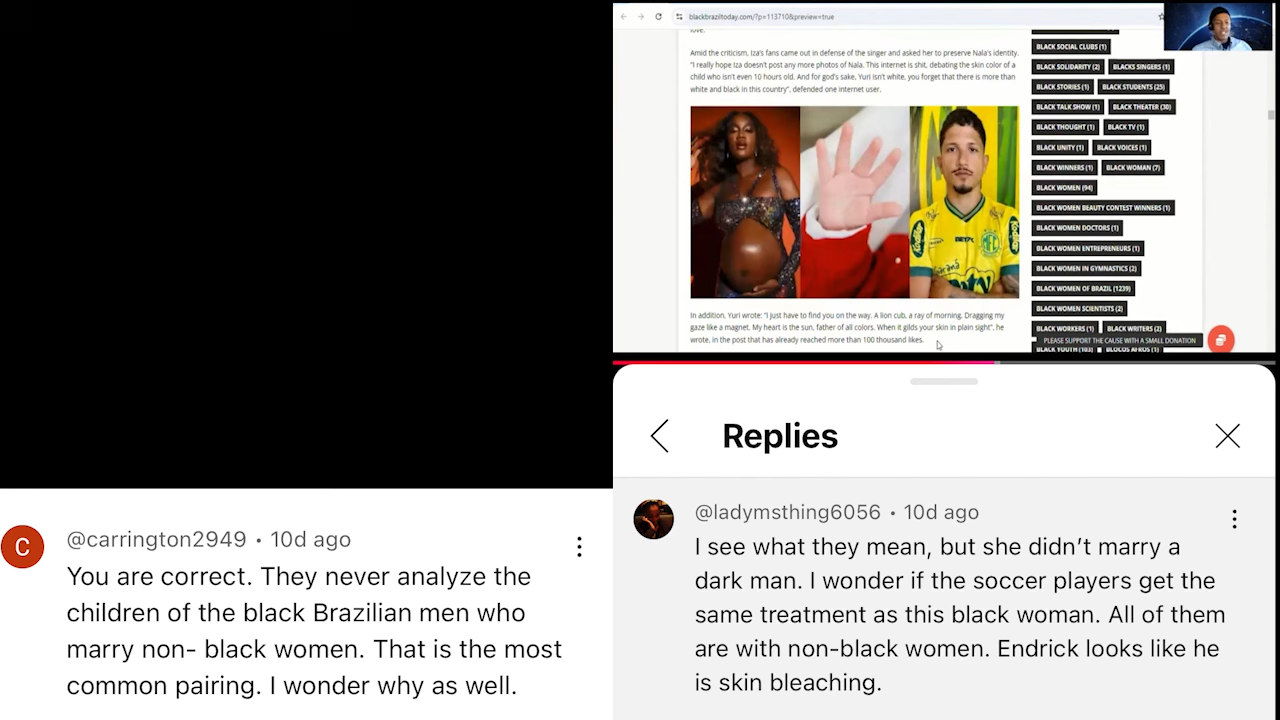 blackbraziltoday.com/?p=113710&preview=true
love.
Amid the criticism, Iza's fans came out in defense of the singer and asked her to preserve Nala's identity.
"I really hope Iza doesn't post any more photos of Nala. This internet is shit, debating the skin color of a
child who isn't even 10 hours old. And for god's sake, Yuri isn't white, you forget that there is more than
white and black in this country", defended one internet user.
BETPL
MFC
In addition, Yuri wrote: "I just have to find you on the way. A lion cub, a ray of morning. Dragging my
gaze like a magnet. My heart is the sun, father of all colors. When it gilds your skin in plain sight", he
wrote, in the post that has already reached more than 100 thousand likes.
BLACK SOCIAL CLUBS (1)
BLACK SOLIDARITY (2) BLACKS SINGERS (1)
BLACK STORIES (1) BLACK STUDENTS (25)
BLACK TALK SHOW (1) BLACK THEATER (30)
BLACK THOUGHT (1) BLACK TV (1)
BLACK UNITY (1) BLACK VOICES (1)
BLACK WINNERS (1) BLACK WOMAN (7)
BLACK WOMEN (94)
BLACK WOMEN BEAUTY CONTEST WINNERS (1)
BLACK WOMEN DOCTORS (1)
BLACK WOMEN ENTREPRENEURS (1)
BLACK WOMEN IN GYMNASTICS (2)
BLACK WOMEN OF BRAZIL (1239)
BLACK WOMEN SCIENTISTS (2)
BLACK WORKERS (1) BLACK WRITERS (2)
PLEASE SUPPORT THE CAUSE WITH A SMALL DONATION
BLACK YOUTH (103) BLOCOS AFROS (1)
Replies
@carrington2949 • 10d ago
C
You are correct. They never analyze the
children of the black Brazilian men who
marry non- black women. That is the most
common pairing. I wonder why as well.
@ladymsthing6056 • 10d ago
I see what they mean, but she didn't marry a
dark man. I wonder if the soccer players get the
same treatment as this black woman. All of them
are with non-black women. Endrick looks like he
is skin bleaching.